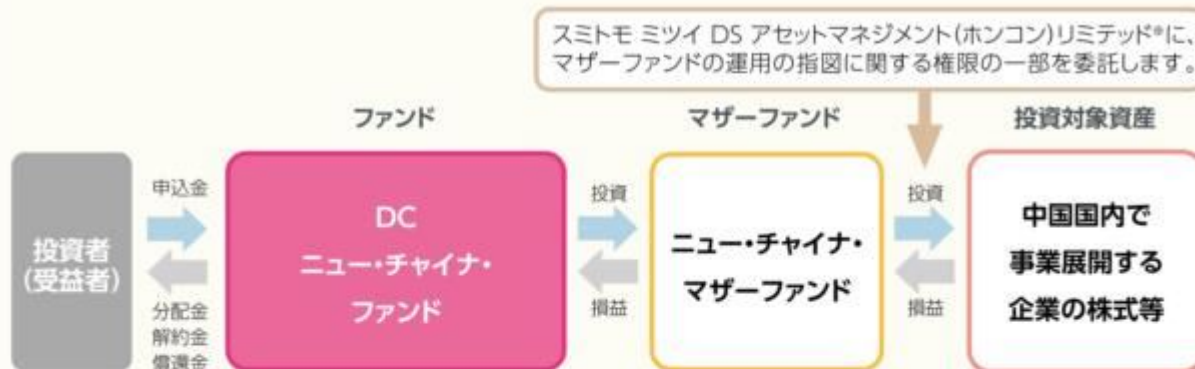 スミトモ ミツイ DS アセットマネジメント(ホンコン)リミテッド*に、
マザーファンドの運用の指図に関する権限の一部を委託します。
ファンド
マザーファンド
投資対象資産
投資者
(受益者)
申込金
分配金
解約金
償還金
DC
ニュー・チャイナ・
ファンド
投資
損益
ニュー・チャイナ・
マザーファンド
投資
損益
中国国内で
事業展開する
企業の株式等